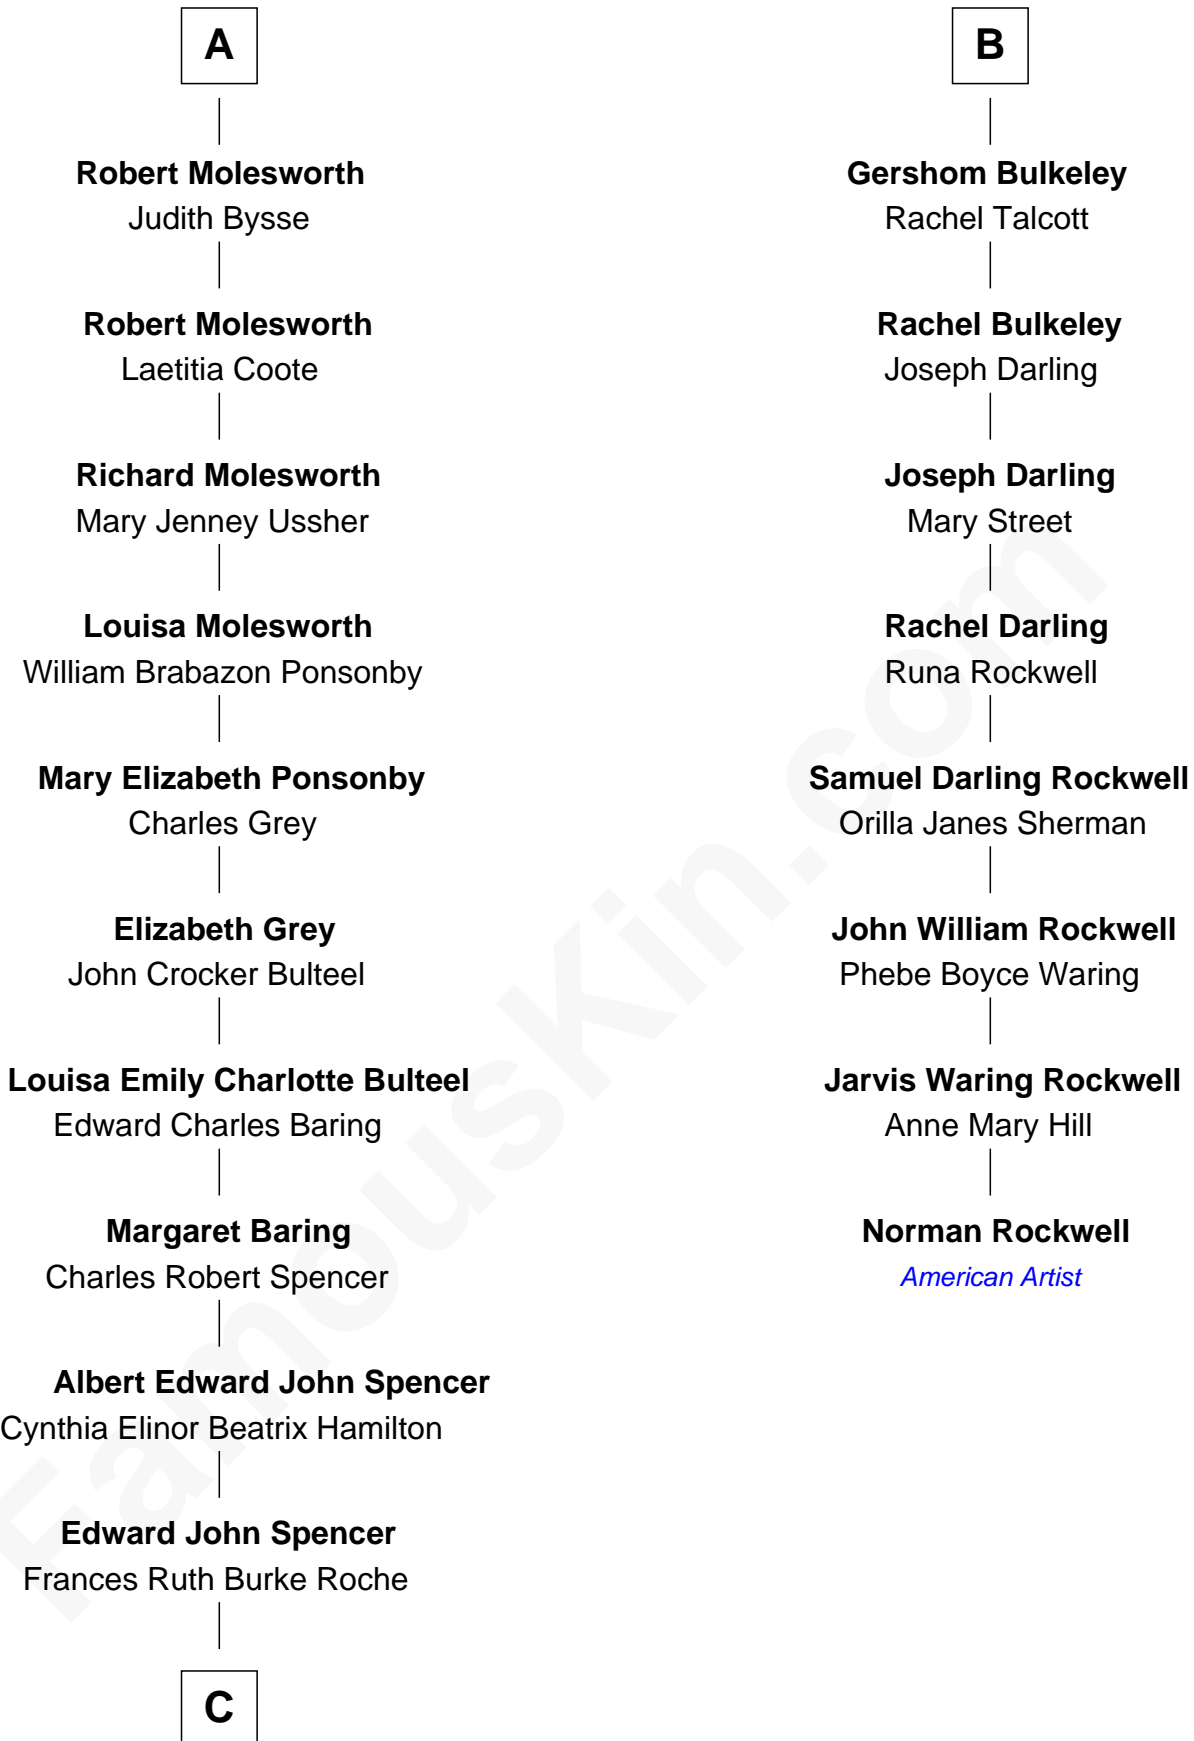 A
Robert Molesworth
Judith Bysse
Robert Molesworth
Laetitia Coote
Richard Molesworth
Mary Jenney Ussher
Louisa Molesworth
William Brabazon Ponsonby
Mary Elizabeth Ponsonby
Charles Grey
Elizabeth Grey
John Crocker Bulteel
Louisa Emily Charlotte Bulteel
Edward Charles Baring
Margaret Baring
Charles Robert Spencer
Albert Edward John Spencer
Cynthia Elinor Beatrix Hamilton
Edward John Spencer
Frances Ruth Burke Roche
C
B
Gershom Bulkeley
Rachel Talcott
Rachel Bulkeley
Joseph Darling
Joseph Darling
Mary Street
Rachel Darling
Runa Rockwell
Samuel Darling Rockwell
Orilla Janes Sherman
John William Rockwell
Phebe Boyce Waring
Jarvis Waring Rockwell
Anne Mary Hill
Norman Rockwell
American Artist
FamousKin.com